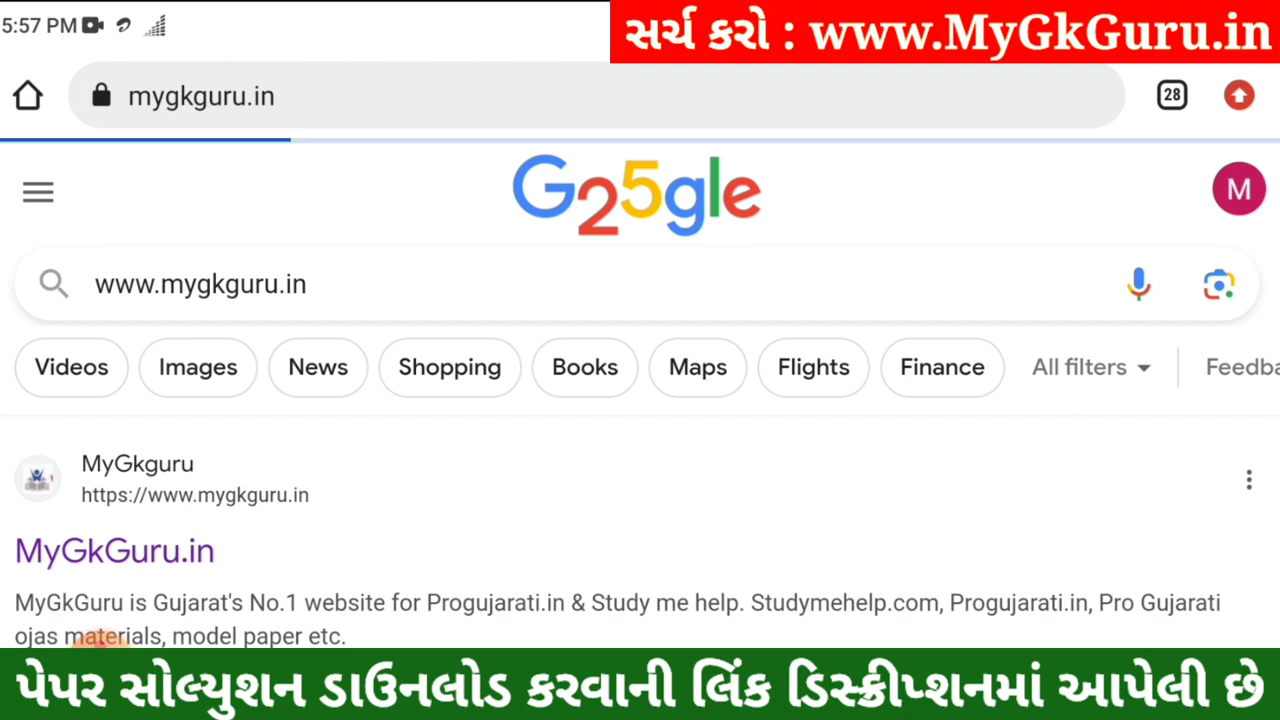 5:57 PM
સર્ચ કરો : www.MyGkGuru.in
mygkguru.in
28
G25gle
M
www.mygkguru.in
Videos Images News Shopping Books Maps Flights Finance All filters Feedba
MyGkguru
https://www.mygkguru.in
MyGkGuru.in
MyGkGuru is Gujarat's No.1 website for Progujarati.in & Study me help. Studymehelp.com, Progujarati.in, Pro Gujarati
ojas materials, model paper etc.
પેપર સોલ્યુશન ડાઉનલોડ કરવાની લિંક ડિસ્ક્રીપ્શનમાં આપેલી છે